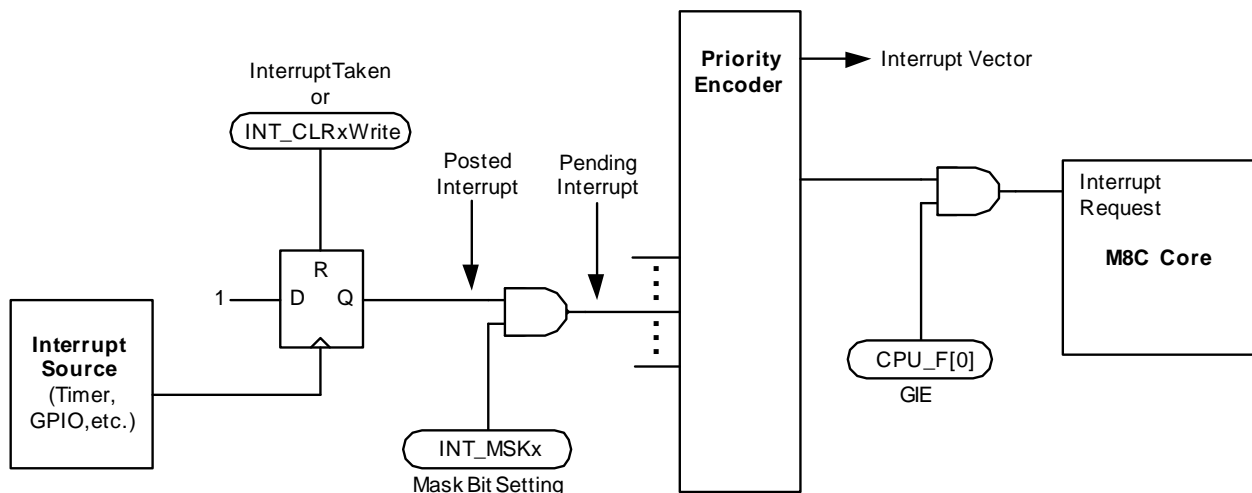 Priority
Encoder
Interrupt Vector
InterruptTaken
or
INT_CLRxWrite
Posted
Interrupt
Pending
Interrupt
Interrupt
Request
M8C Core
R
1
D
Q
Interrupt
Source
(Timer,
GPIO,etc.)
CPU_F[0]
GIE
INT_MSKx
Mask Bit Setting